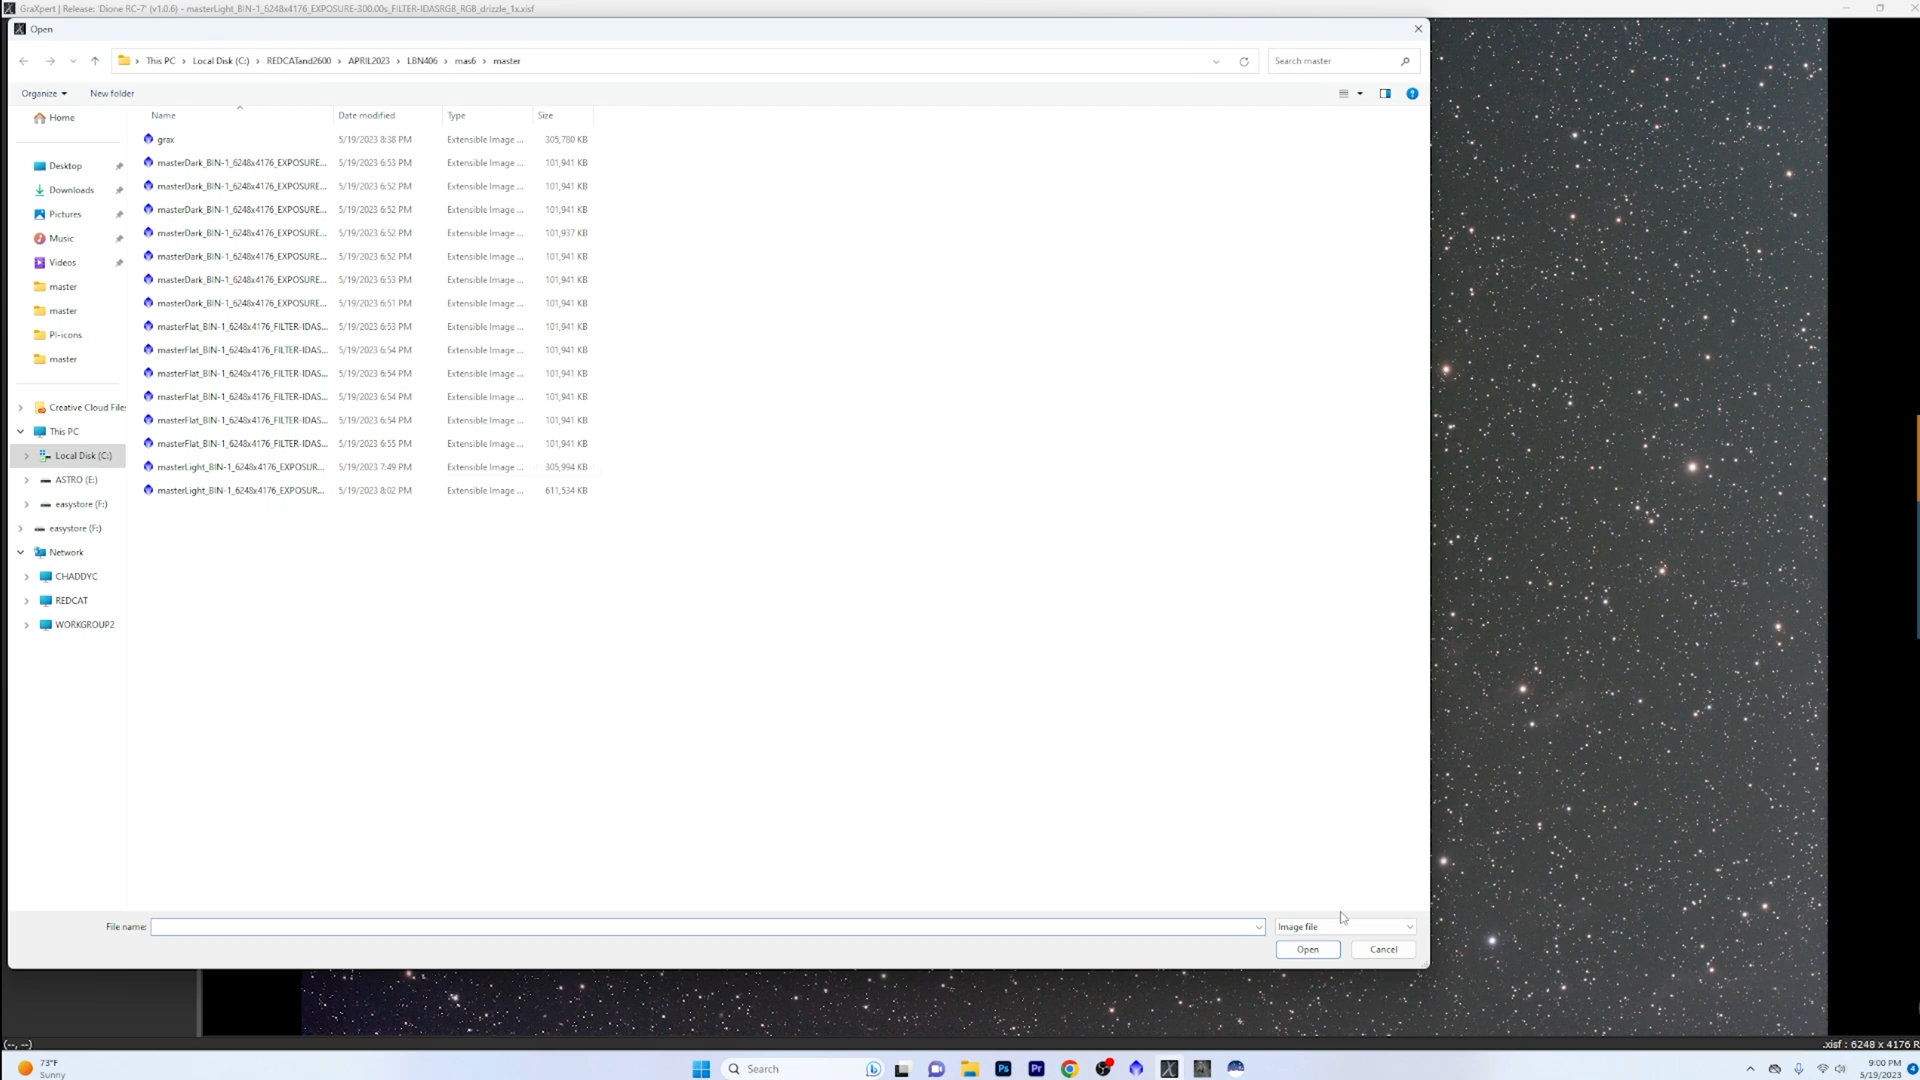 GraXpert | Release: 'Dione RC-7' (v1.0.6) - masterLight_BIN-1_6248x4176_EXPOSURE-300.00s_FILTER-IDASRGB_RGB_drizzle_1x.xisf
Open
This PC > Local Disk (C:) > REDCATand2600 > APRIL2023 > LBN406 > mas6 > master
Search master
Organize
New folder
Name Date modified Type Size
grax 5/19/2023 8:38 PM Extensible Image ... 305,780 KB
masterDark_BIN-1_6248x4176_EXPOSURE... 5/19/2023 6:53 PM Extensible Image ... 101,941 KB
masterDark_BIN-1_6248x4176_EXPOSURE... 5/19/2023 6:52 PM Extensible Image ... 101,941 KB
masterDark_BIN-1_6248x4176_EXPOSURE... 5/19/2023 6:52 PM Extensible Image ... 101,941 KB
masterDark_BIN-1_6248x4176_EXPOSURE... 5/19/2023 6:52 PM Extensible Image ... 101,937 KB
masterDark_BIN-1_6248x4176_EXPOSURE... 5/19/2023 6:52 PM Extensible Image ... 101,941 KB
masterDark_BIN-1_6248x4176_EXPOSURE... 5/19/2023 6:53 PM Extensible Image ... 101,941 KB
masterDark_BIN-1_6248x4176_EXPOSURE... 5/19/2023 6:51 PM Extensible Image ... 101,941 KB
masterFlat_BIN-1_6248x4176_FILTER-IDAS... 5/19/2023 6:53 PM Extensible Image ... 101,941 KB
masterFlat_BIN-1_6248x4176_FILTER-IDAS... 5/19/2023 6:54 PM Extensible Image ... 101,941 KB
masterFlat_BIN-1_6248x4176_FILTER-IDAS... 5/19/2023 6:54 PM Extensible Image ... 101,941 KB
masterFlat_BIN-1_6248x4176_FILTER-IDAS... 5/19/2023 6:54 PM Extensible Image ... 101,941 KB
masterFlat_BIN-1_6248x4176_FILTER-IDAS... 5/19/2023 6:54 PM Extensible Image ... 101,941 KB
masterFlat_BIN-1_6248x4176_FILTER-IDAS... 5/19/2023 6:55 PM Extensible Image ... 101,941 KB
masterLight_BIN-1_6248x4176_EXPOSUR... 5/19/2023 7:49 PM Extensible Image ... 305,994 KB
masterLight_BIN-1_6248x4176_EXPOSUR... 5/19/2023 8:02 PM Extensible Image ... 611,534 KB
Home
Desktop
Downloads
Pictures
Music
Videos
master
master
PI-icons
master
Creative Cloud Files
This PC
Local Disk (C:)
ASTRO (E:)
easystore (F:)
easystore (F:)
Network
CHADDYC
REDCAT
WORKGROUP2
File name:
Image file
Open
Cancel
(--, --)
.xisf : 6248 x 4176 R
73°F
Sunny
Search
Ps
Pr
9:00 PM
5/19/2023
4